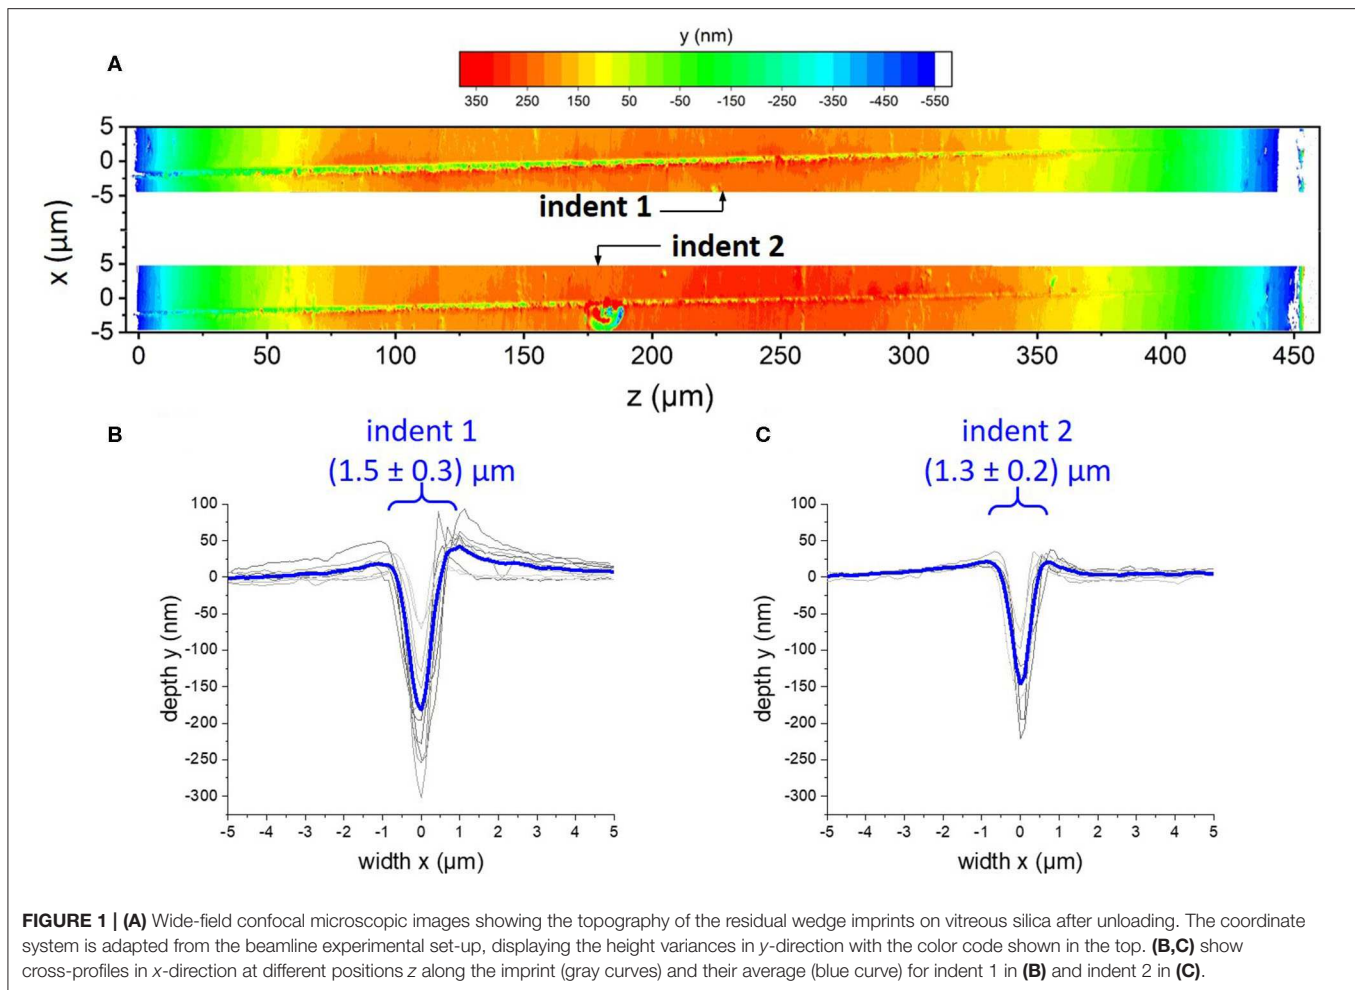 y (nm)
A
350 250 150 50 -50 -150 -250 -350 -450 -550
5
0
-5
indent 1
indent 2
5
0
-5
x (μm)
0 50 100 150 200 250 300 350 400 450
z (μm)
B
indent 1
(1.5 ± 0.3) μm
C
indent 2
(1.3 ± 0.2) μm
100
50
0
-50
-100
-150
-200
-250
-300
depth y (nm)
-5 -4 -3 -2 -1 0 1 2 3 4 5
width x (μm)
100
50
0
-50
-100
-150
-200
-250
-300
depth y (nm)
-5 -4 -3 -2 -1 0 1 2 3 4 5
width x (μm)
FIGURE 1 | (A) Wide-field confocal microscopic images showing the topography of the residual wedge imprints on vitreous silica after unloading. The coordinate
system is adapted from the beamline experimental set-up, displaying the height variances in y-direction with the color code shown in the top. (B,C) show
cross-profiles in x-direction at different positions z along the imprint (gray curves) and their average (blue curve) for indent 1 in (B) and indent 2 in (C).